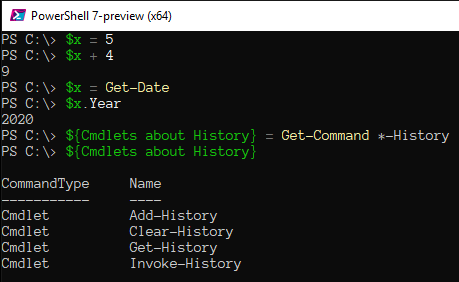 PowerShell 7-preview (x64)
PS C:\> $x = 5
PS C:\> $x + 4
9
PS C:\> $x = Get-Date
PS C:\> $x.Year
2020
PS C:\> ${Cmdlets about History} = Get-Command *-History
PS C:\> ${Cmdlets about History}
CommandType     Name
-----------     ----
Cmdlet          Add-History
Cmdlet          Clear-History
Cmdlet          Get-History
Cmdlet          Invoke-History